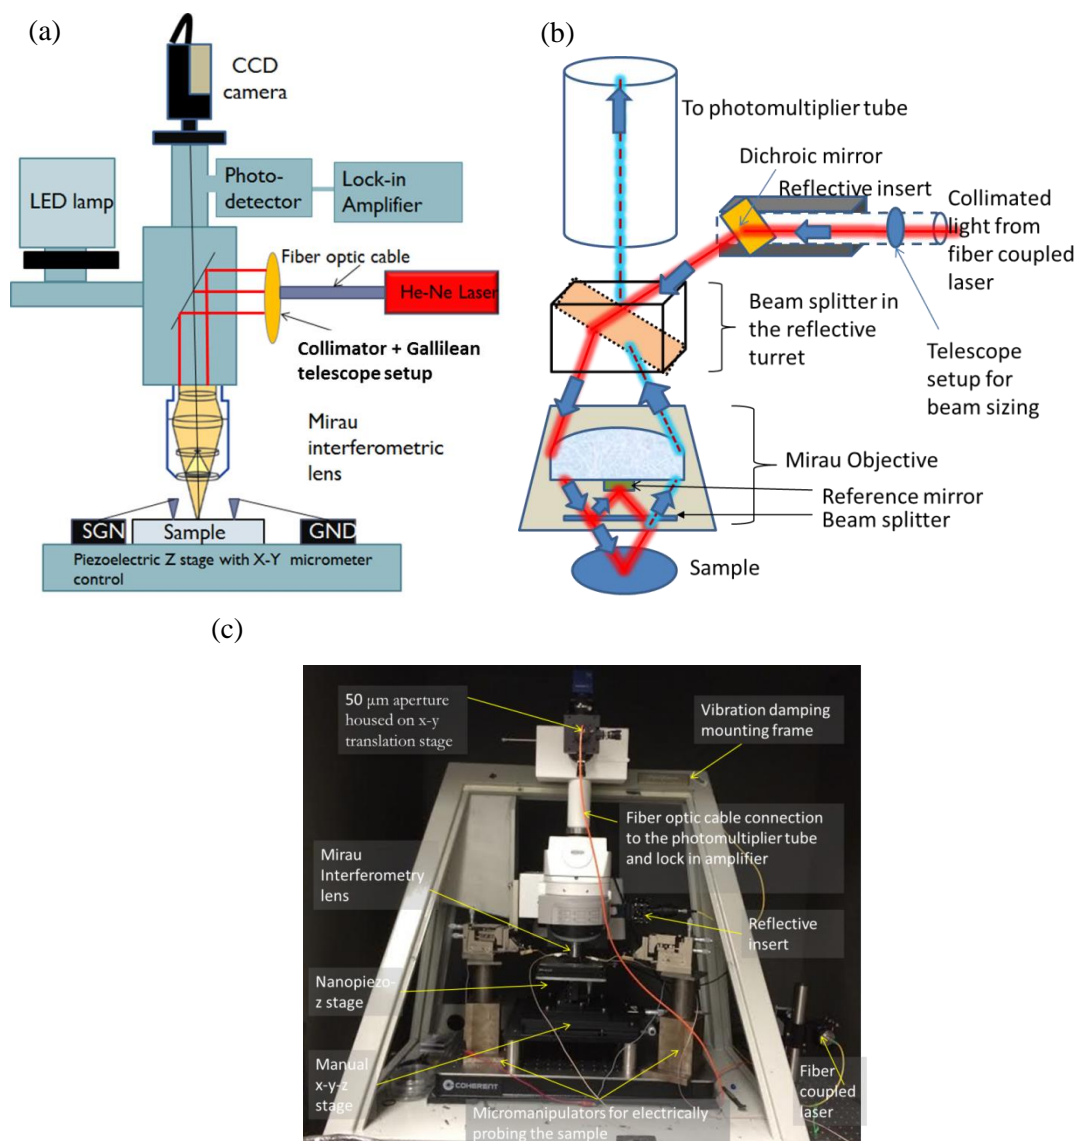 (a)
CCD
camera
LED lamp
Photo-
detector
Lock-in
Amplifier
Fiber optic cable
He-Ne Laser
Collimator + Gallilean
telescope setup
Mirau
interferometric
lens
SGN
Sample
GND
Piezoelectric Z stage with X-Y micrometer
control
(b)
To photomultiplier tube
Dichroic mirror
Reflective insert
Collimated
light from
fiber coupled
laser
Beam splitter in
the reflective
turret
Telescope
setup for
beam sizing
Mirau Objective
Reference mirror
Beam splitter
Sample
(c)
50 μm aperture
housed on x-y
translation stage
Vibration damping
mounting frame
Fiber optic cable connection
to the photomultiplier tube
and lock in amplifier
Mirau
Interferometry
lens
Reflective
insert
Nanopiezo-
z stage
Manual
x-y-z
stage
COHERENT
Micromanipulators for electrically
probing the sample
Fiber
coupled
laser